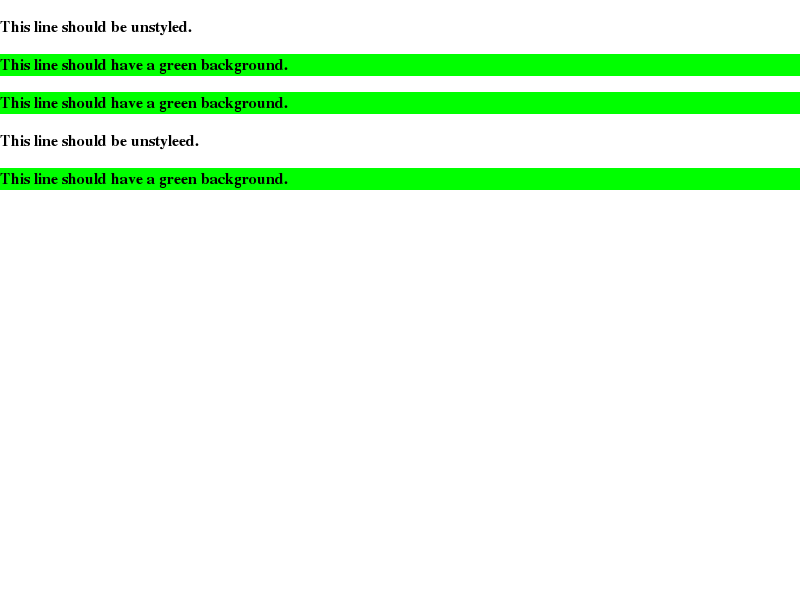 This line should be unstyled.
This line should have a green background.
This line should have a green background.
This line should be unstyleed.
This line should have a green background.